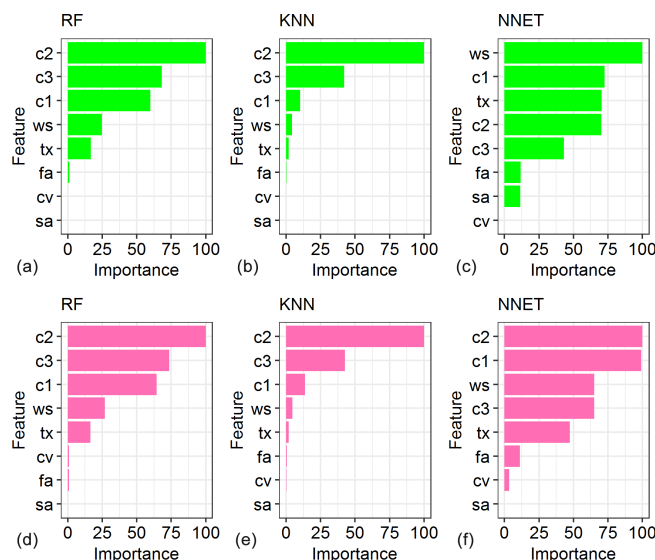 RF
Feature
c2
c3
c1
ws
tx
fa
cv
sa
0 25 50 75 100
(a) Importance
KNN
Feature
c2
c3
c1
ws
tx
fa
cv
sa
0 25 50 75 100
(b) Importance
NNET
Feature
ws
c1
tx
c2
c3
fa
sa
cv
0 25 50 75 100
(c) Importance
RF
Feature
c2
c3
c1
ws
tx
cv
fa
sa
0 25 50 75 100
(d) Importance
KNN
Feature
c2
c3
c1
ws
tx
fa
cv
sa
0 25 50 75 100
(e) Importance
NNET
Feature
c2
c1
ws
c3
tx
fa
cv
sa
0 25 50 75 100
(f) Importance